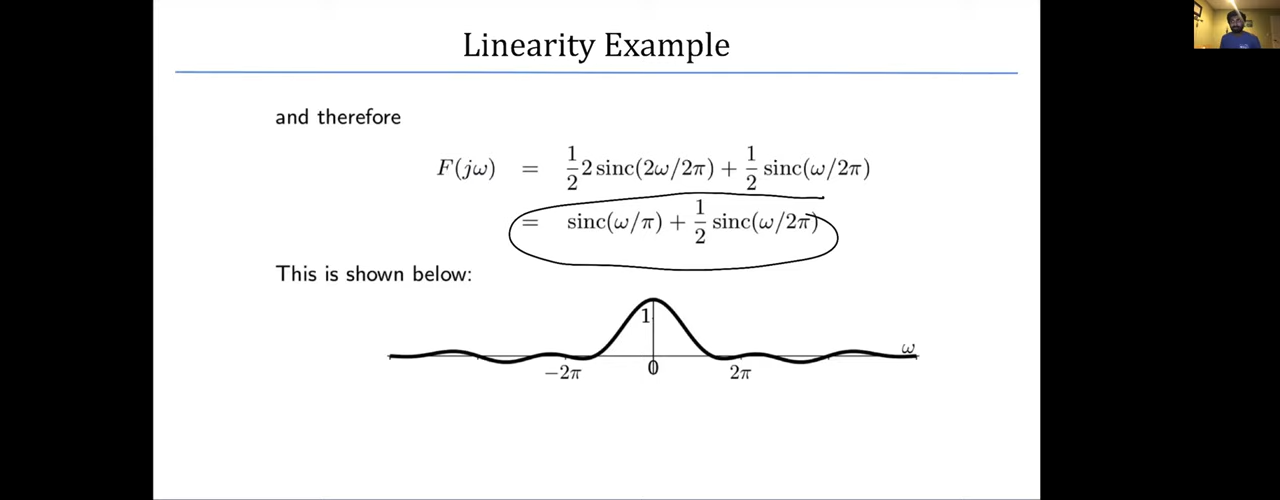 Linearity Example
and therefore
F(jω) = 1/2 2 sinc(2ω/2π) + 1/2 sinc(ω/2π)
= sinc(ω/π) + 1/2 sinc(ω/2π)
This is shown below:
1
ω
−2π 0 2π